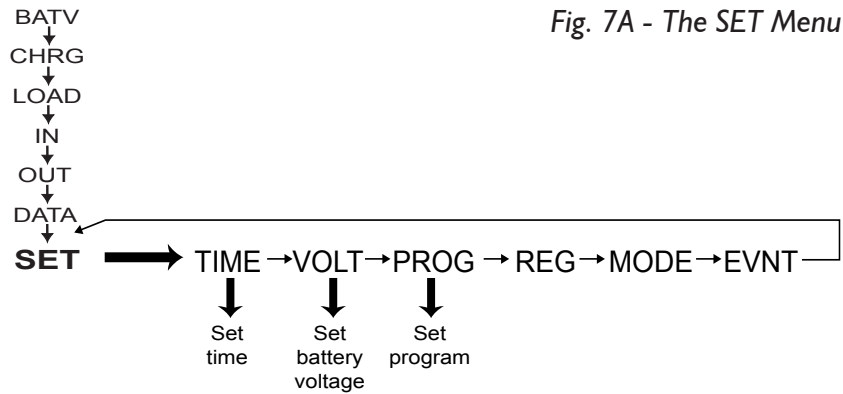 Fig. 7A - The SET Menu
BATV
CHRG
LOAD
IN
OUT
DATA
SET
TIME VOLT PROG REG MODE EVNT
Set time
Set battery voltage
Set program